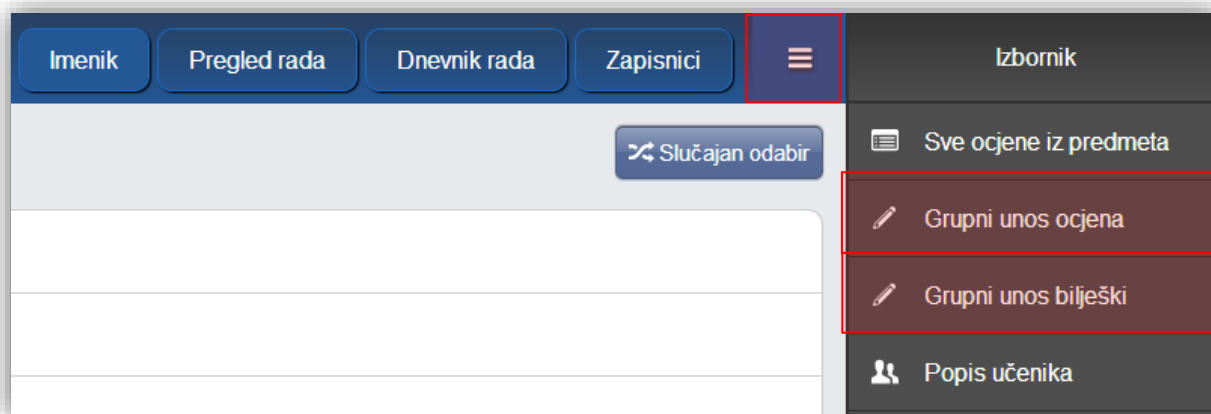 Imenik
Pregled rada
Dnevnik rada
Zapisnici
Izbornik
Slučajan odabir
Sve ocjene iz predmeta
Grupni unos ocjena
Grupni unos bilješki
Popis učenika